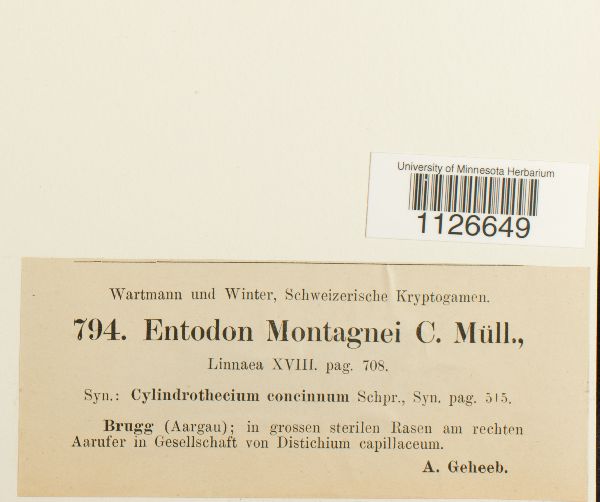 University of Minnesota Herbarium
1126649
Wartmann und Winter, Schweizerische Kryptogamen.
794. Entodon Montagnei C. Müll.,
Linnaea XVIII. pag. 708.
Syn.: Cylindrothecium concinnum Schpr., Syn. pag. 515.
Brugg (Aargau); in grossen sterilen Rasen am rechten
Aarufer in Gesellschaft von Distichium capillaceum.
A. Geheeb.